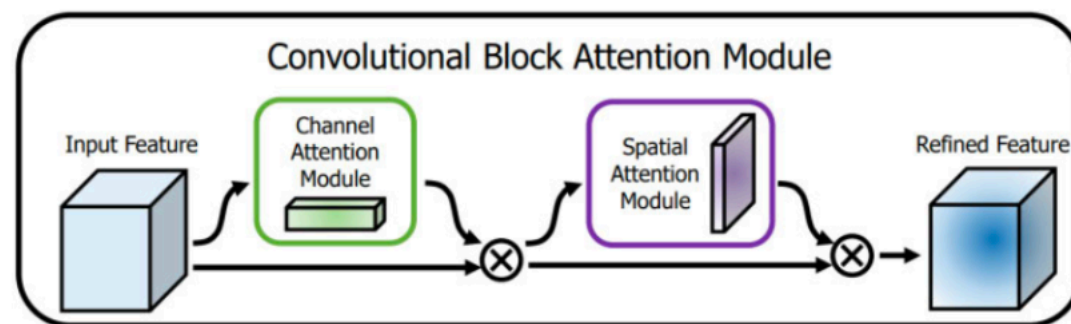 Convolutional Block Attention Module
Input Feature
Channel
Attention
Module
Spatial
Attention
Module
Refined Feature